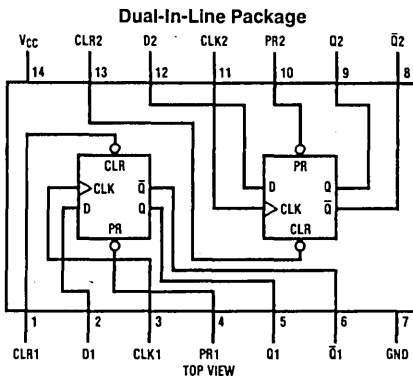 Dual-In-Line Package
VCC CLR2 D2 CLK2 PR2 Q2 Q̅2
14 13 12 11 10 9 8
CLR PR
CLK Q̅ D Q
D Q CLK Q̅
PR CLR
1 2 3 4 5 6 7
CLR1 D1 CLK1 PR1 Q1 Q̅1 GND
TOP VIEW